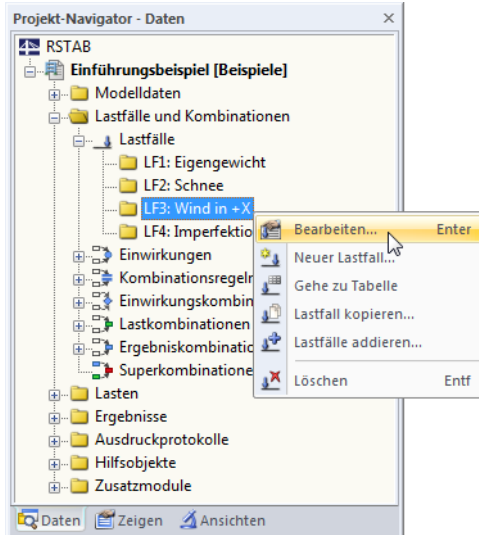 Projekt-Navigator - Daten
RSTAB
Einführungsbeispiel [Beispiele]
Modelldaten
Lastfälle und Kombinationen
Lastfälle
LF1: Eigengewicht
LF2: Schnee
LF3: Wind in +X
LF4: Imperfektio
Einwirkungen
Kombinationsregelr
Einwirkungskombin
Lastkombinationen
Ergebniskombinatio
Superkombinatione
Lasten
Ergebnisse
Ausdruckprotokolle
Hilfsobjekte
Zusatzmodule
Bearbeiten... Enter
Neuer Lastfall...
Gehe zu Tabelle
Lastfall kopieren...
Lastfälle addieren...
Löschen Entf
Daten Zeigen Ansichten